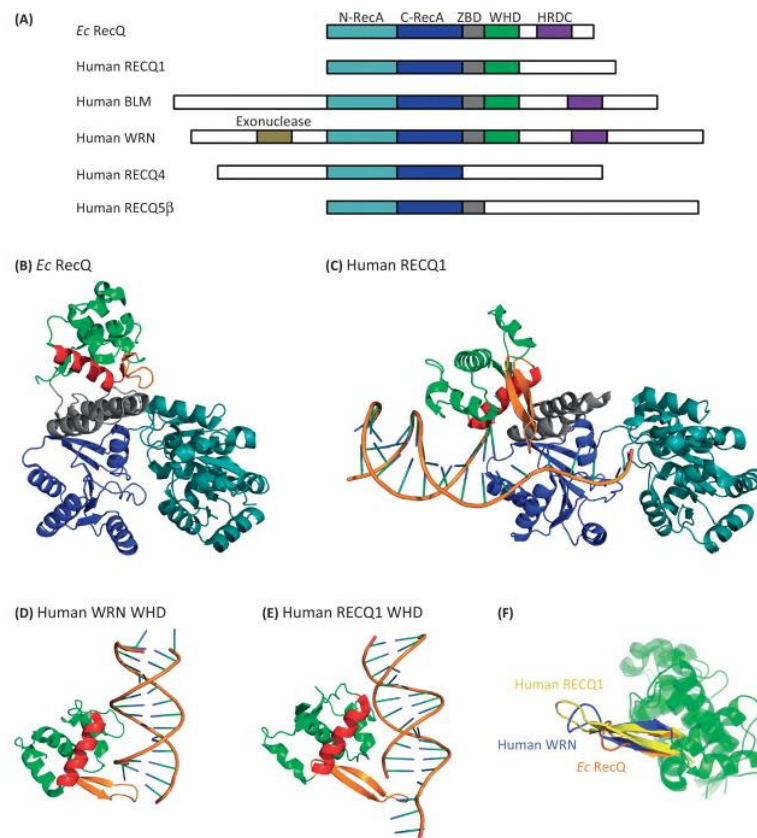 (A)
N-RecA C-RecA ZBD WHD HRDC
Ec RecQ
Human RECQ1
Human BLM
Exonuclease
Human WRN
Human RECQ4
Human RECQ5β
(B) Ec RecQ
(C) Human RECQ1
(D) Human WRN WHD
(E) Human RECQ1 WHD
(F)
Human RECQ1
Human WRN
Ec RecQ